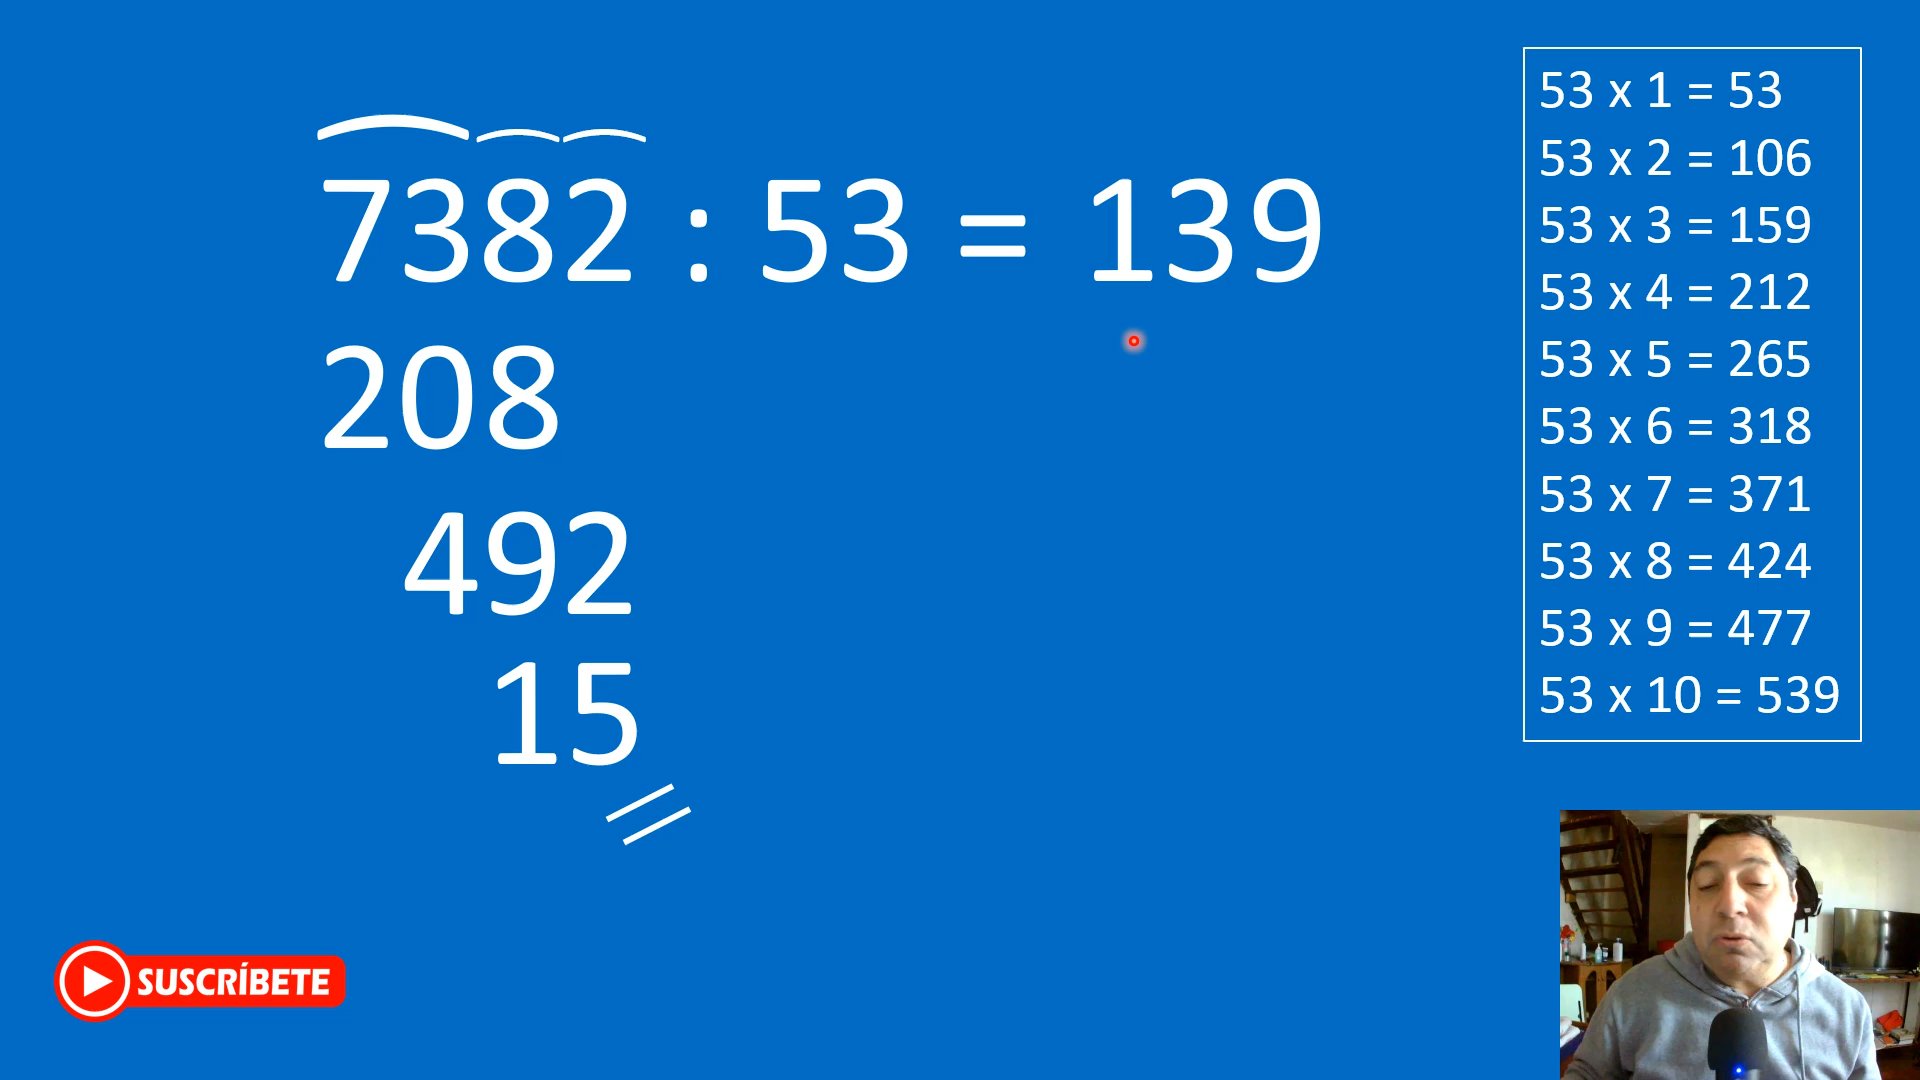 7382 : 53 = 139
208
492
15
53 x 1 = 53
53 x 2 = 106
53 x 3 = 159
53 x 4 = 212
53 x 5 = 265
53 x 6 = 318
53 x 7 = 371
53 x 8 = 424
53 x 9 = 477
53 x 10 = 539
SUSCRÍBETE